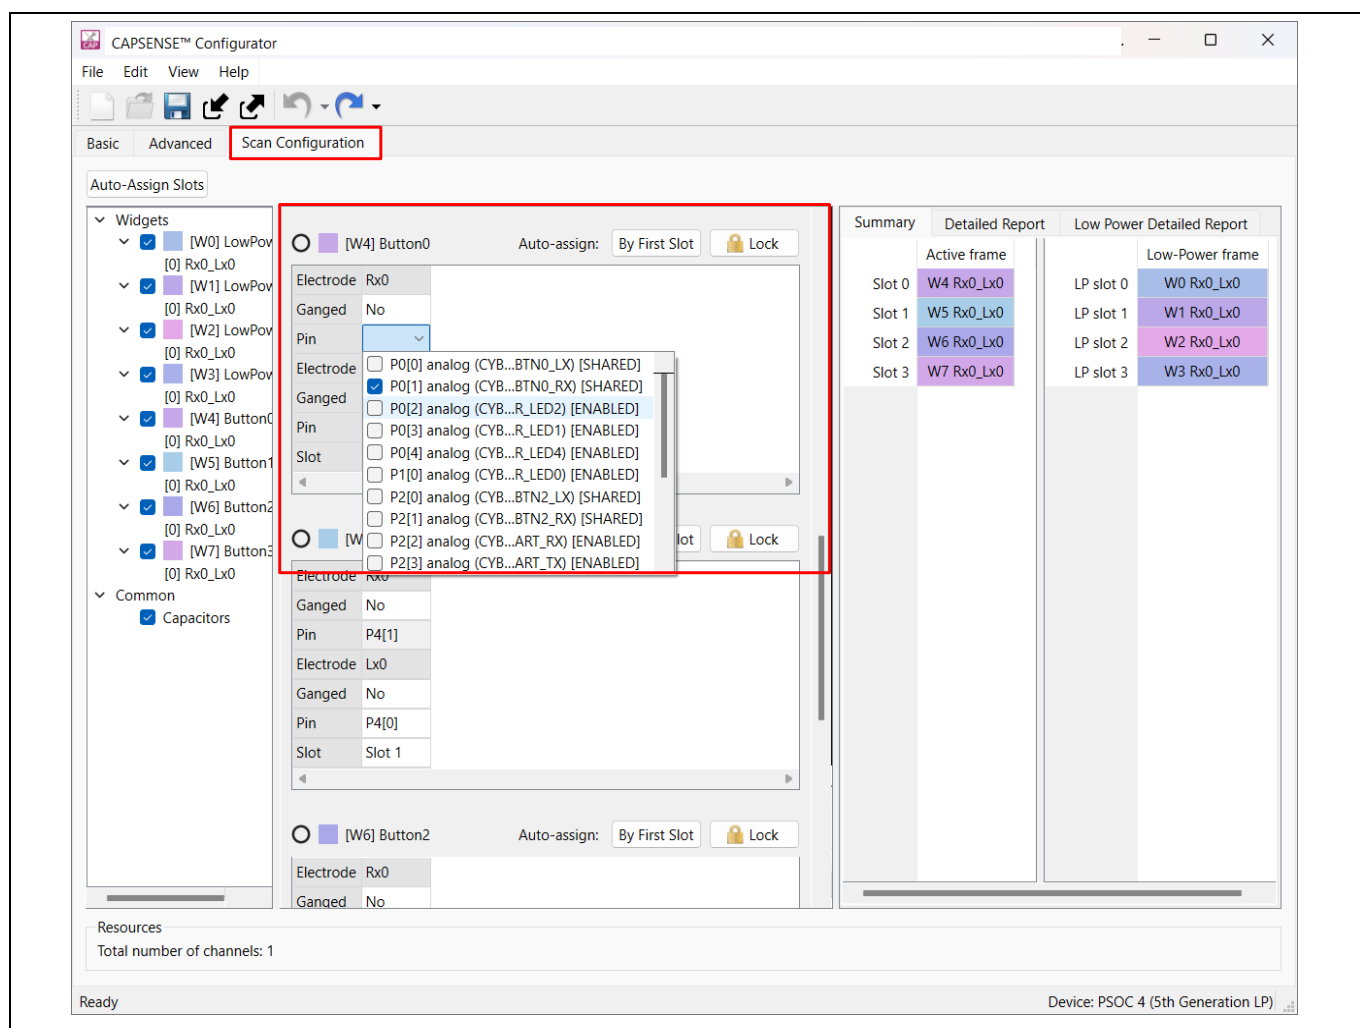 CAPSENSE™ Configurator
File Edit View Help
Basic Advanced Scan Configuration
Auto-Assign Slots
Widgets
[W0] LowPow
[0] Rx0_Lx0
[W1] LowPow
[0] Rx0_Lx0
[W2] LowPow
[0] Rx0_Lx0
[W3] LowPow
[0] Rx0_Lx0
[W4] Button0
[0] Rx0_Lx0
[W5] Button1
[0] Rx0_Lx0
[W6] Button2
[0] Rx0_Lx0
[W7] Button3
[0] Rx0_Lx0
Common
Capacitors
[W4] Button0 Auto-assign: By First Slot Lock
Electrode Rx0
Ganged No
Pin
Electrode
Ganged
Pin
Slot
P0[0] analog (CYB...BTN0_LX) [SHARED]
P0[1] analog (CYB...BTN0_RX) [SHARED]
P0[2] analog (CYB...R_LED2) [ENABLED]
P0[3] analog (CYB...R_LED1) [ENABLED]
P0[4] analog (CYB...R_LED4) [ENABLED]
P1[0] analog (CYB...R_LED0) [ENABLED]
P2[0] analog (CYB...BTN2_LX) [SHARED]
P2[1] analog (CYB...BTN2_RX) [SHARED]
P2[2] analog (CYB...ART_RX) [ENABLED]
P2[3] analog (CYB...ART_TX) [ENABLED]
[W lot Lock
Electrode Rx0
Ganged No
Pin P4[1]
Electrode Lx0
Ganged No
Pin P4[0]
Slot Slot 1
[W6] Button2 Auto-assign: By First Slot Lock
Electrode Rx0
Ganged No
Summary Detailed Report Low Power Detailed Report
Active frame Low-Power frame
Slot 0 W4 Rx0_Lx0 LP slot 0 W0 Rx0_Lx0
Slot 1 W5 Rx0_Lx0 LP slot 1 W1 Rx0_Lx0
Slot 2 W6 Rx0_Lx0 LP slot 2 W2 Rx0_Lx0
Slot 3 W7 Rx0_Lx0 LP slot 3 W3 Rx0_Lx0
Resources
Total number of channels: 1
Ready Device: PSOC 4 (5th Generation LP)